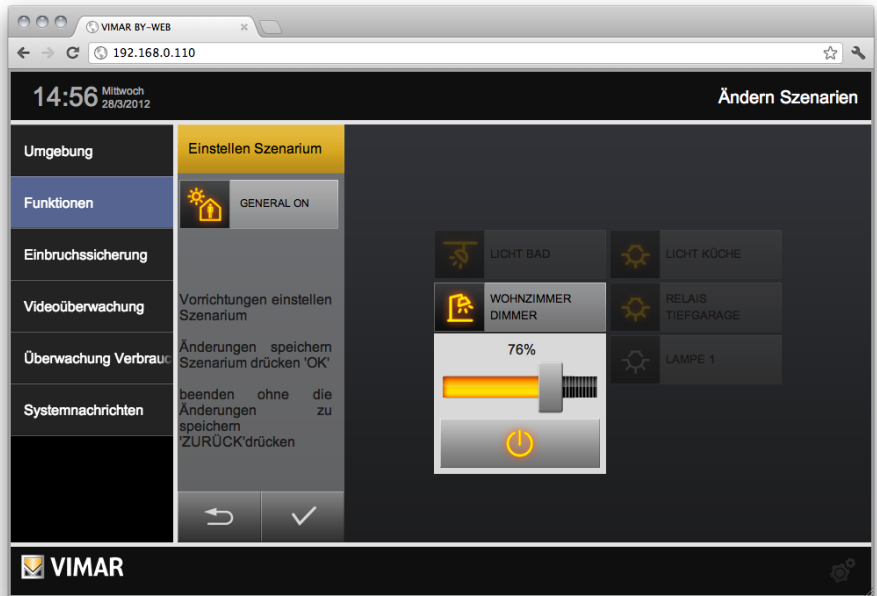 VIMAR BY-WEB
192.168.0.110
14:56 Mittwoch
28/3/2012
Ändern Szenarien
Umgebung
Funktionen
Einbruchssicherung
Videoüberwachung
Überwachung Verbrauc
Systemnachrichten
Einstellen Szenarium
GENERAL ON
Vorrichtungen einstellen
Szenarium
Änderungen speichern
Szenarium drücken 'OK'
beenden ohne die
Änderungen zu
speichern
'ZURÜCK'drücken
LICHT BAD
LICHT KÜCHE
WOHNZIMMER
DIMMER
RELAIS
TIEFGARAGE
76%
LAMPE 1
VIMAR